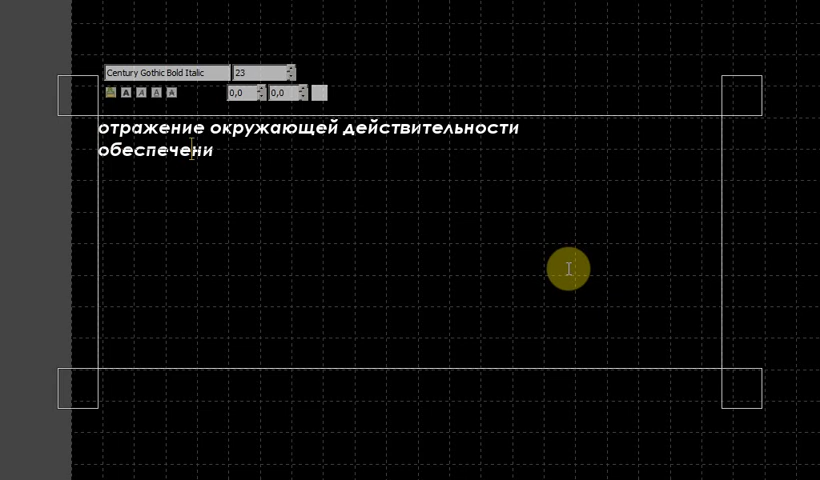 Century Gothic Bold Italic 23
A A A A 0,0 0,0
отражение окружающей действительности
обеспечени